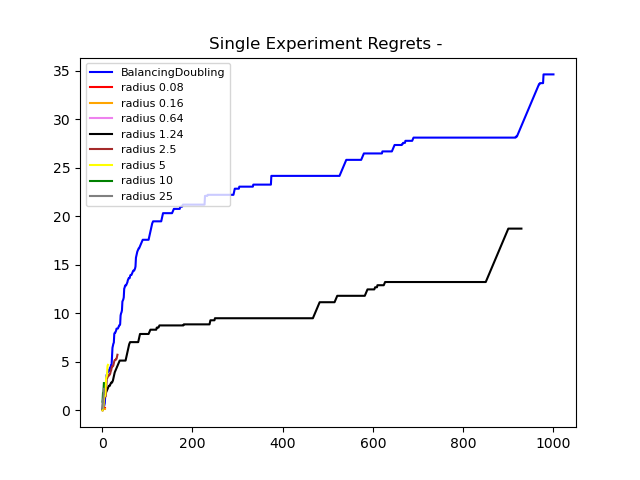 Single Experiment Regrets -
BalancingDoubling
radius 0.08
radius 0.16
radius 0.64
radius 1.24
radius 2.5
radius 5
radius 10
radius 25
35
30
25
20
15
10
5
0
0 200 400 600 800 1000